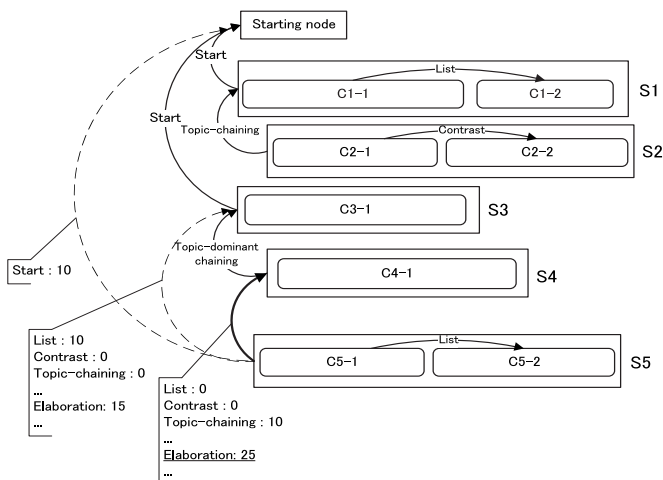 Starting node
Start
List
C1-1
C1-2
S1
Start
Topic-chaining
Contrast
C2-1
C2-2
S2
C3-1
S3
Topic-dominant
chaining
C4-1
S4
Start : 10
List
C5-1
C5-2
S5
List : 10
Contrast : 0
Topic-chaining : 0
...
Elaboration: 15
...
List : 0
Contrast : 0
Topic-chaining : 10
...
Elaboration: 25
...